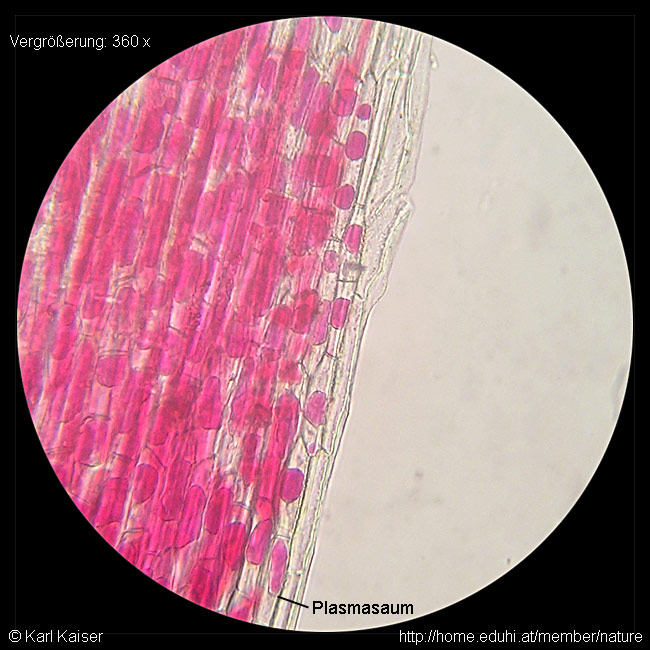 Vergrößerung: 360 x
Plasmasaum
© Karl Kaiser
http://home.eduhi.at/member/nature